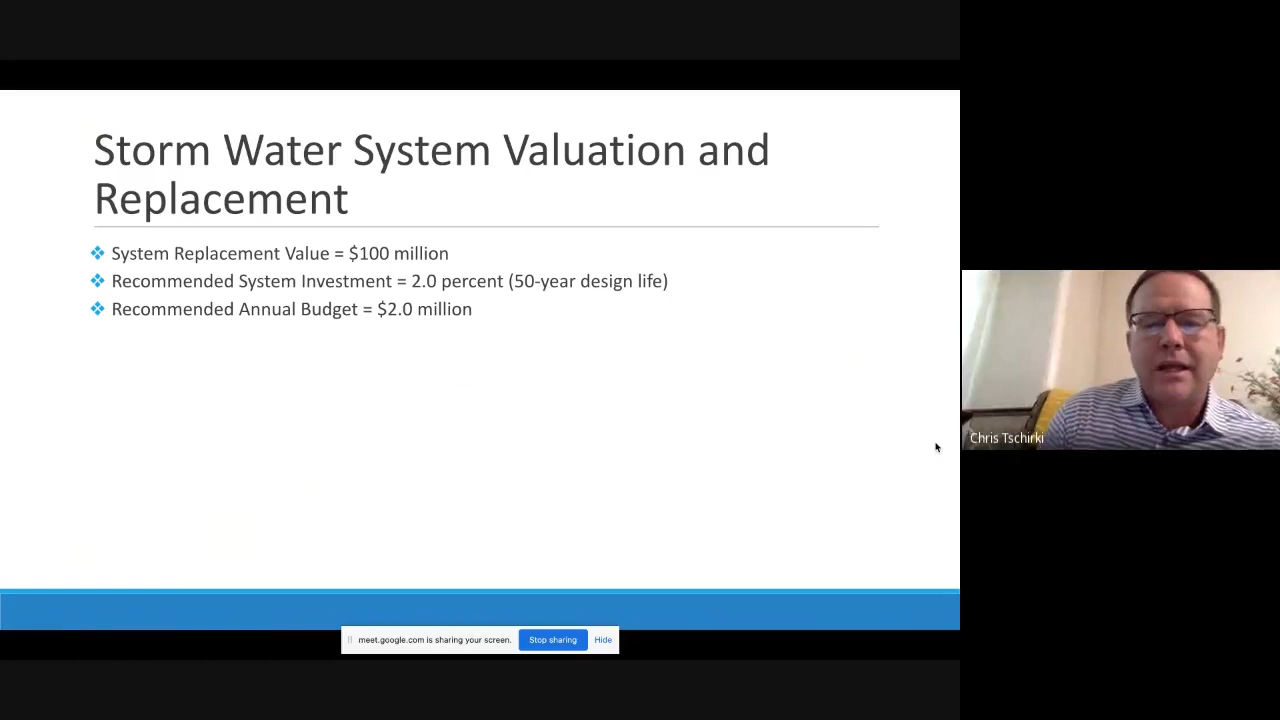 Storm Water System Valuation and
Replacement
❖ System Replacement Value = $100 million
❖ Recommended System Investment = 2.0 percent (50-year design life)
❖ Recommended Annual Budget = $2.0 million
Chris Tschirki
meet.google.com is sharing your screen. Stop sharing Hide